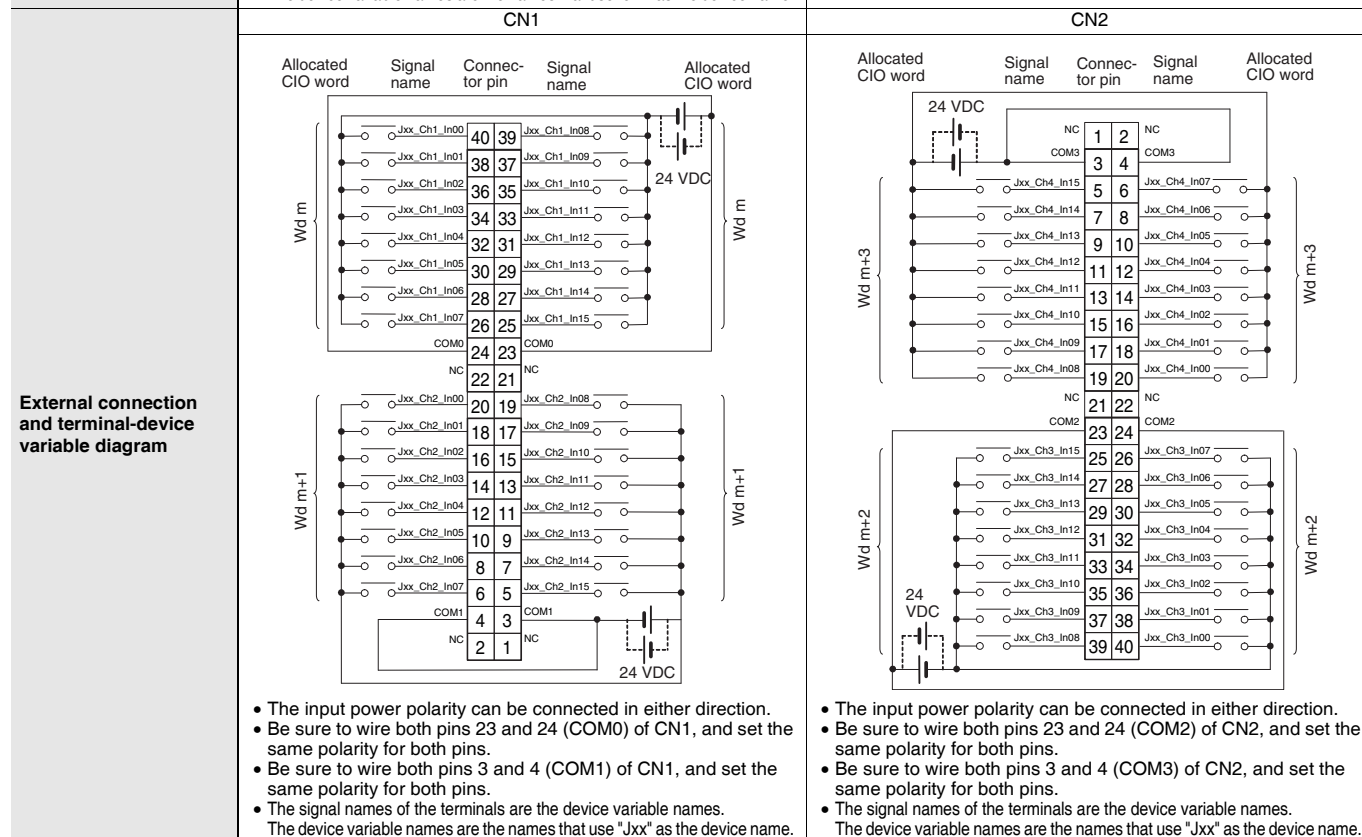 CN1
CN2
External connection
and terminal-device
variable diagram
Allocated
CIO word
Signal
name
Connec-
tor pin
Signal
name
Allocated
CIO word
24 VDC
Wd m
Wd m
Jxx_Ch1_In00 40 39 Jxx_Ch1_In08
Jxx_Ch1_In01 38 37 Jxx_Ch1_In09
Jxx_Ch1_In02 36 35 Jxx_Ch1_In10
Jxx_Ch1_In03 34 33 Jxx_Ch1_In11
Jxx_Ch1_In04 32 31 Jxx_Ch1_In12
Jxx_Ch1_In05 30 29 Jxx_Ch1_In13
Jxx_Ch1_In06 28 27 Jxx_Ch1_In14
Jxx_Ch1_In07 26 25 Jxx_Ch1_In15
COM0 24 23 COM0
NC 22 21 NC
Wd m+1
Wd m+1
Jxx_Ch2_In00 20 19 Jxx_Ch2_In08
Jxx_Ch2_In01 18 17 Jxx_Ch2_In09
Jxx_Ch2_In02 16 15 Jxx_Ch2_In10
Jxx_Ch2_In03 14 13 Jxx_Ch2_In11
Jxx_Ch2_In04 12 11 Jxx_Ch2_In12
Jxx_Ch2_In05 10 9 Jxx_Ch2_In13
Jxx_Ch2_In06 8 7 Jxx_Ch2_In14
Jxx_Ch2_In07 6 5 Jxx_Ch2_In15
COM1 4 3 COM1
NC 2 1 NC
24 VDC
• The input power polarity can be connected in either direction.
• Be sure to wire both pins 23 and 24 (COM0) of CN1, and set the
same polarity for both pins.
• Be sure to wire both pins 3 and 4 (COM1) of CN1, and set the
same polarity for both pins.
• The signal names of the terminals are the device variable names.
The device variable names are the names that use "Jxx" as the device name.
Allocated
CIO word
Signal
name
Connec-
tor pin
Signal
name
Allocated
CIO word
24 VDC
NC 1 2 NC
COM3 3 4 COM3
Wd m+3
Wd m+3
Jxx_Ch4_In15 5 6 Jxx_Ch4_In07
Jxx_Ch4_In14 7 8 Jxx_Ch4_In06
Jxx_Ch4_In13 9 10 Jxx_Ch4_In05
Jxx_Ch4_In12 11 12 Jxx_Ch4_In04
Jxx_Ch4_In11 13 14 Jxx_Ch4_In03
Jxx_Ch4_In10 15 16 Jxx_Ch4_In02
Jxx_Ch4_In09 17 18 Jxx_Ch4_In01
Jxx_Ch4_In08 19 20 Jxx_Ch4_In00
NC 21 22 NC
COM2 23 24 COM2
Wd m+2
Wd m+2
Jxx_Ch3_In15 25 26 Jxx_Ch3_In07
Jxx_Ch3_In14 27 28 Jxx_Ch3_In06
Jxx_Ch3_In13 29 30 Jxx_Ch3_In05
Jxx_Ch3_In12 31 32 Jxx_Ch3_In04
Jxx_Ch3_In11 33 34 Jxx_Ch3_In03
Jxx_Ch3_In10 35 36 Jxx_Ch3_In02
Jxx_Ch3_In09 37 38 Jxx_Ch3_In01
Jxx_Ch3_In08 39 40 Jxx_Ch3_In00
24
VDC
• The input power polarity can be connected in either direction.
• Be sure to wire both pins 23 and 24 (COM2) of CN2, and set the
same polarity for both pins.
• Be sure to wire both pins 3 and 4 (COM3) of CN2, and set the
same polarity for both pins.
• The signal names of the terminals are the device variable names.
The device variable names are the names that use "Jxx" as the device name.